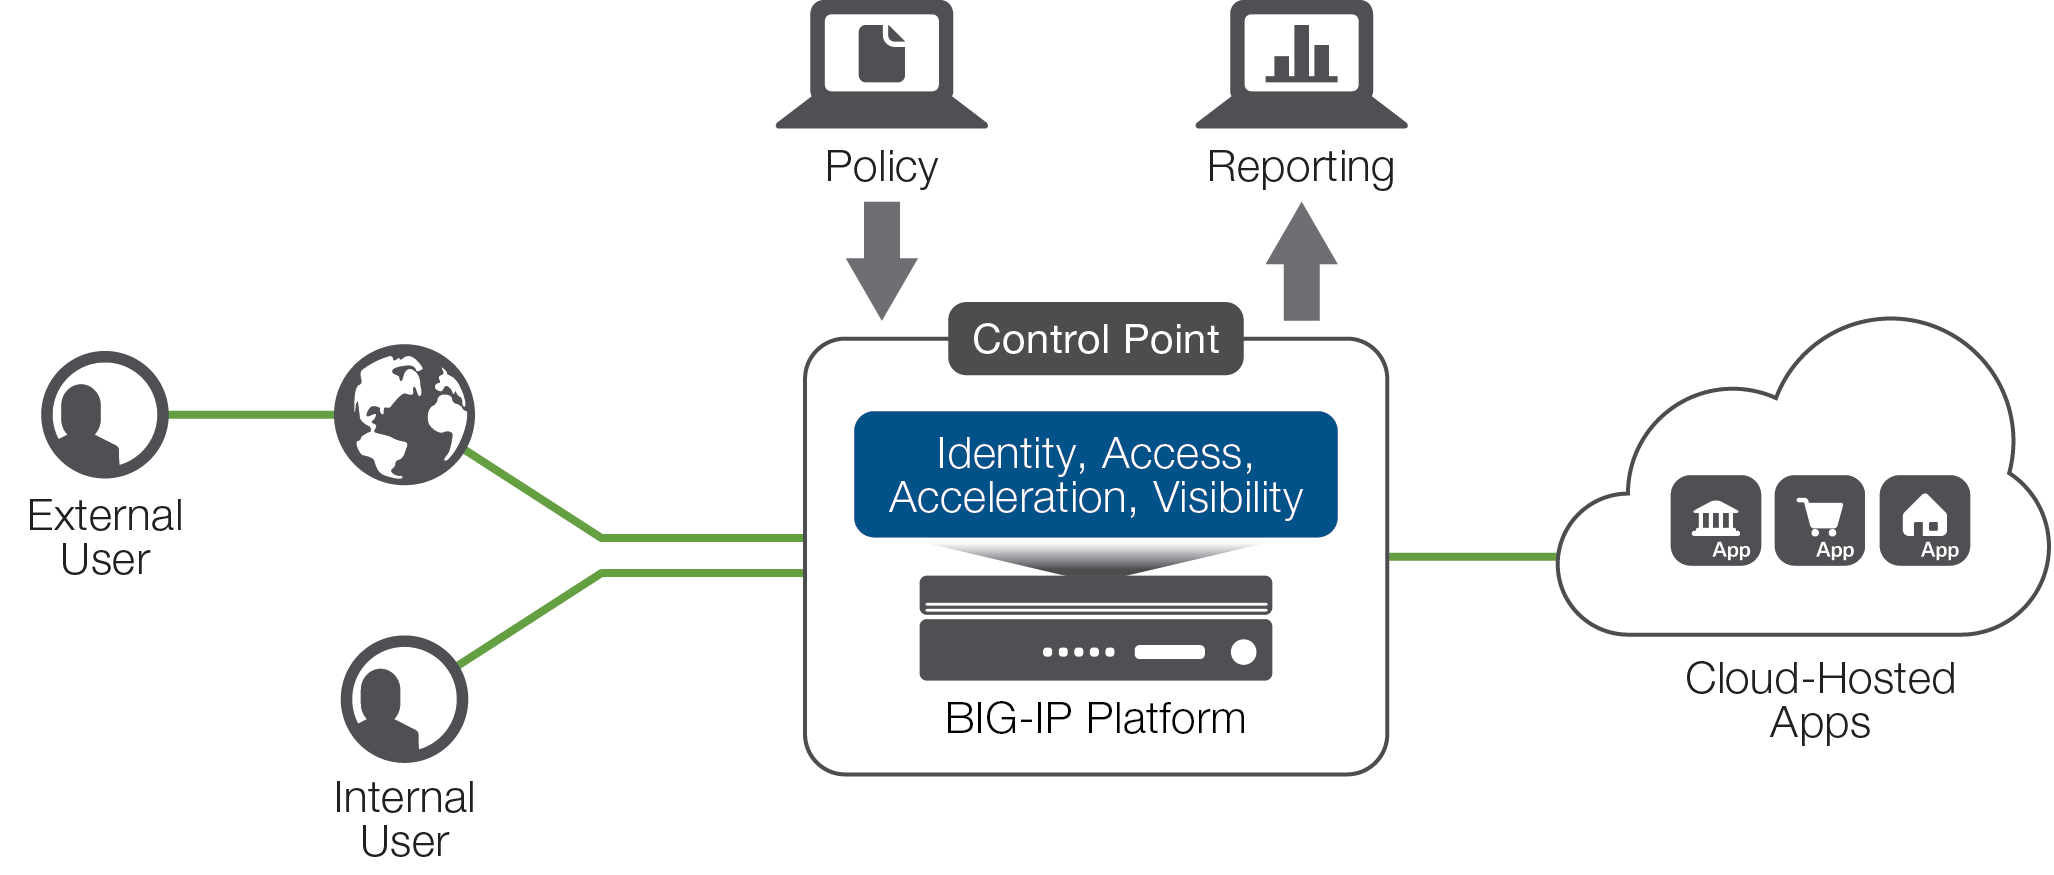 Policy
Reporting
Control Point
Identity, Access,
Acceleration, Visibility
BIG-IP Platform
External
User
Internal
User
App
App
App
Cloud-Hosted
Apps